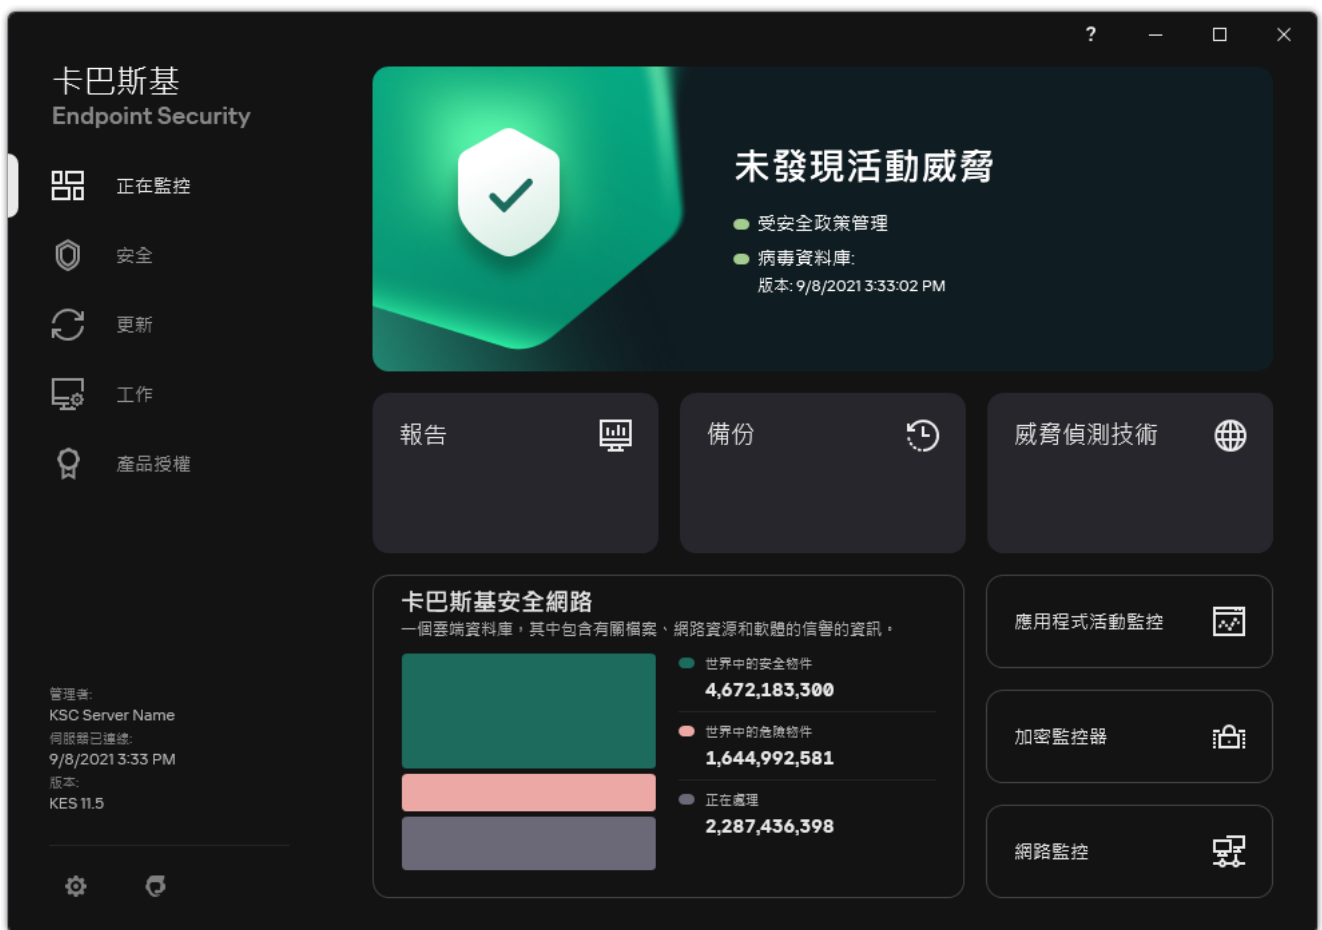 ?
卡巴斯基
Endpoint Security
正在監控
安全
更新
工作
產品授權
未發現活動威脅
受安全政策管理
病毒資料庫:
版本: 9/8/2021 3:33:02 PM
報告
備份
威脅偵測技術
卡巴斯基安全網路
一個雲端資料庫，其中包含有關檔案、網路資源和軟體的信譽的資訊。
世界中的安全物件
4,672,183,300
世界中的危險物件
1,644,992,581
正在處理
2,287,436,398
應用程式活動監控
加密監控器
網路監控
管理者:
KSC Server Name
伺服器已連線:
9/8/2021 3:33 PM
版本:
KES 11.5